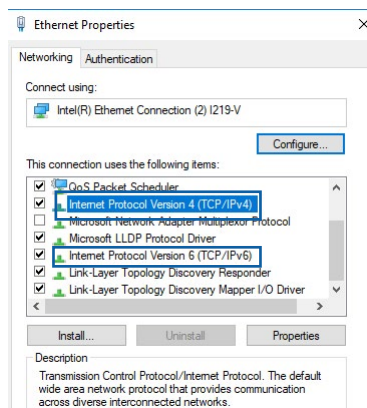 Ethernet Properties
Networking Authentication
Connect using:
Intel(R) Ethernet Connection (2) I219-V
Configure...
This connection uses the following items:
QoS Packet Scheduler
Internet Protocol Version 4 (TCP/IPv4)
Microsoft Network Adapter Multiplexor Protocol
Microsoft LLDP Protocol Driver
Internet Protocol Version 6 (TCP/IPv6)
Link-Layer Topology Discovery Responder
Link-Layer Topology Discovery Mapper I/O Driver
Install... Uninstall Properties
Description
Transmission Control Protocol/Internet Protocol. The default
wide area network protocol that provides communication
across diverse interconnected networks.